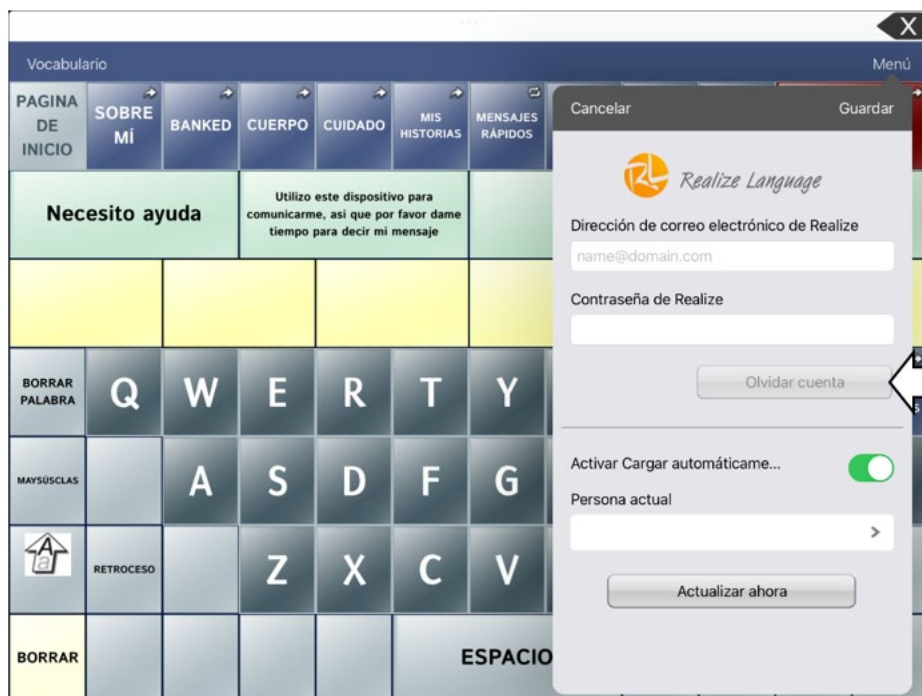 X
Vocabulario
Menú
PAGINA
DE
INICIO
SOBRE
MÍ
BANKED
CUERPO
CUIDADO
MIS
HISTORIAS
MENSAJES
RÁPIDOS
Cancelar
Guardar
RL Realize Language
Necesito ayuda
Utilizo este dispositivo para
comunicarme, asi que por favor dame
tiempo para decir mi mensaje
Dirección de correo electrónico de Realize
name@domain.com
Contraseña de Realize
Olvidar cuenta
BORRAR
PALABRA
Q W E R T Y
Activar Cargar automáticame...
Persona actual
>
MAYSÚSCLAS
A S D F G
Aa
RETROCESO
Z X C V
Actualizar ahora
BORRAR
ESPACIO